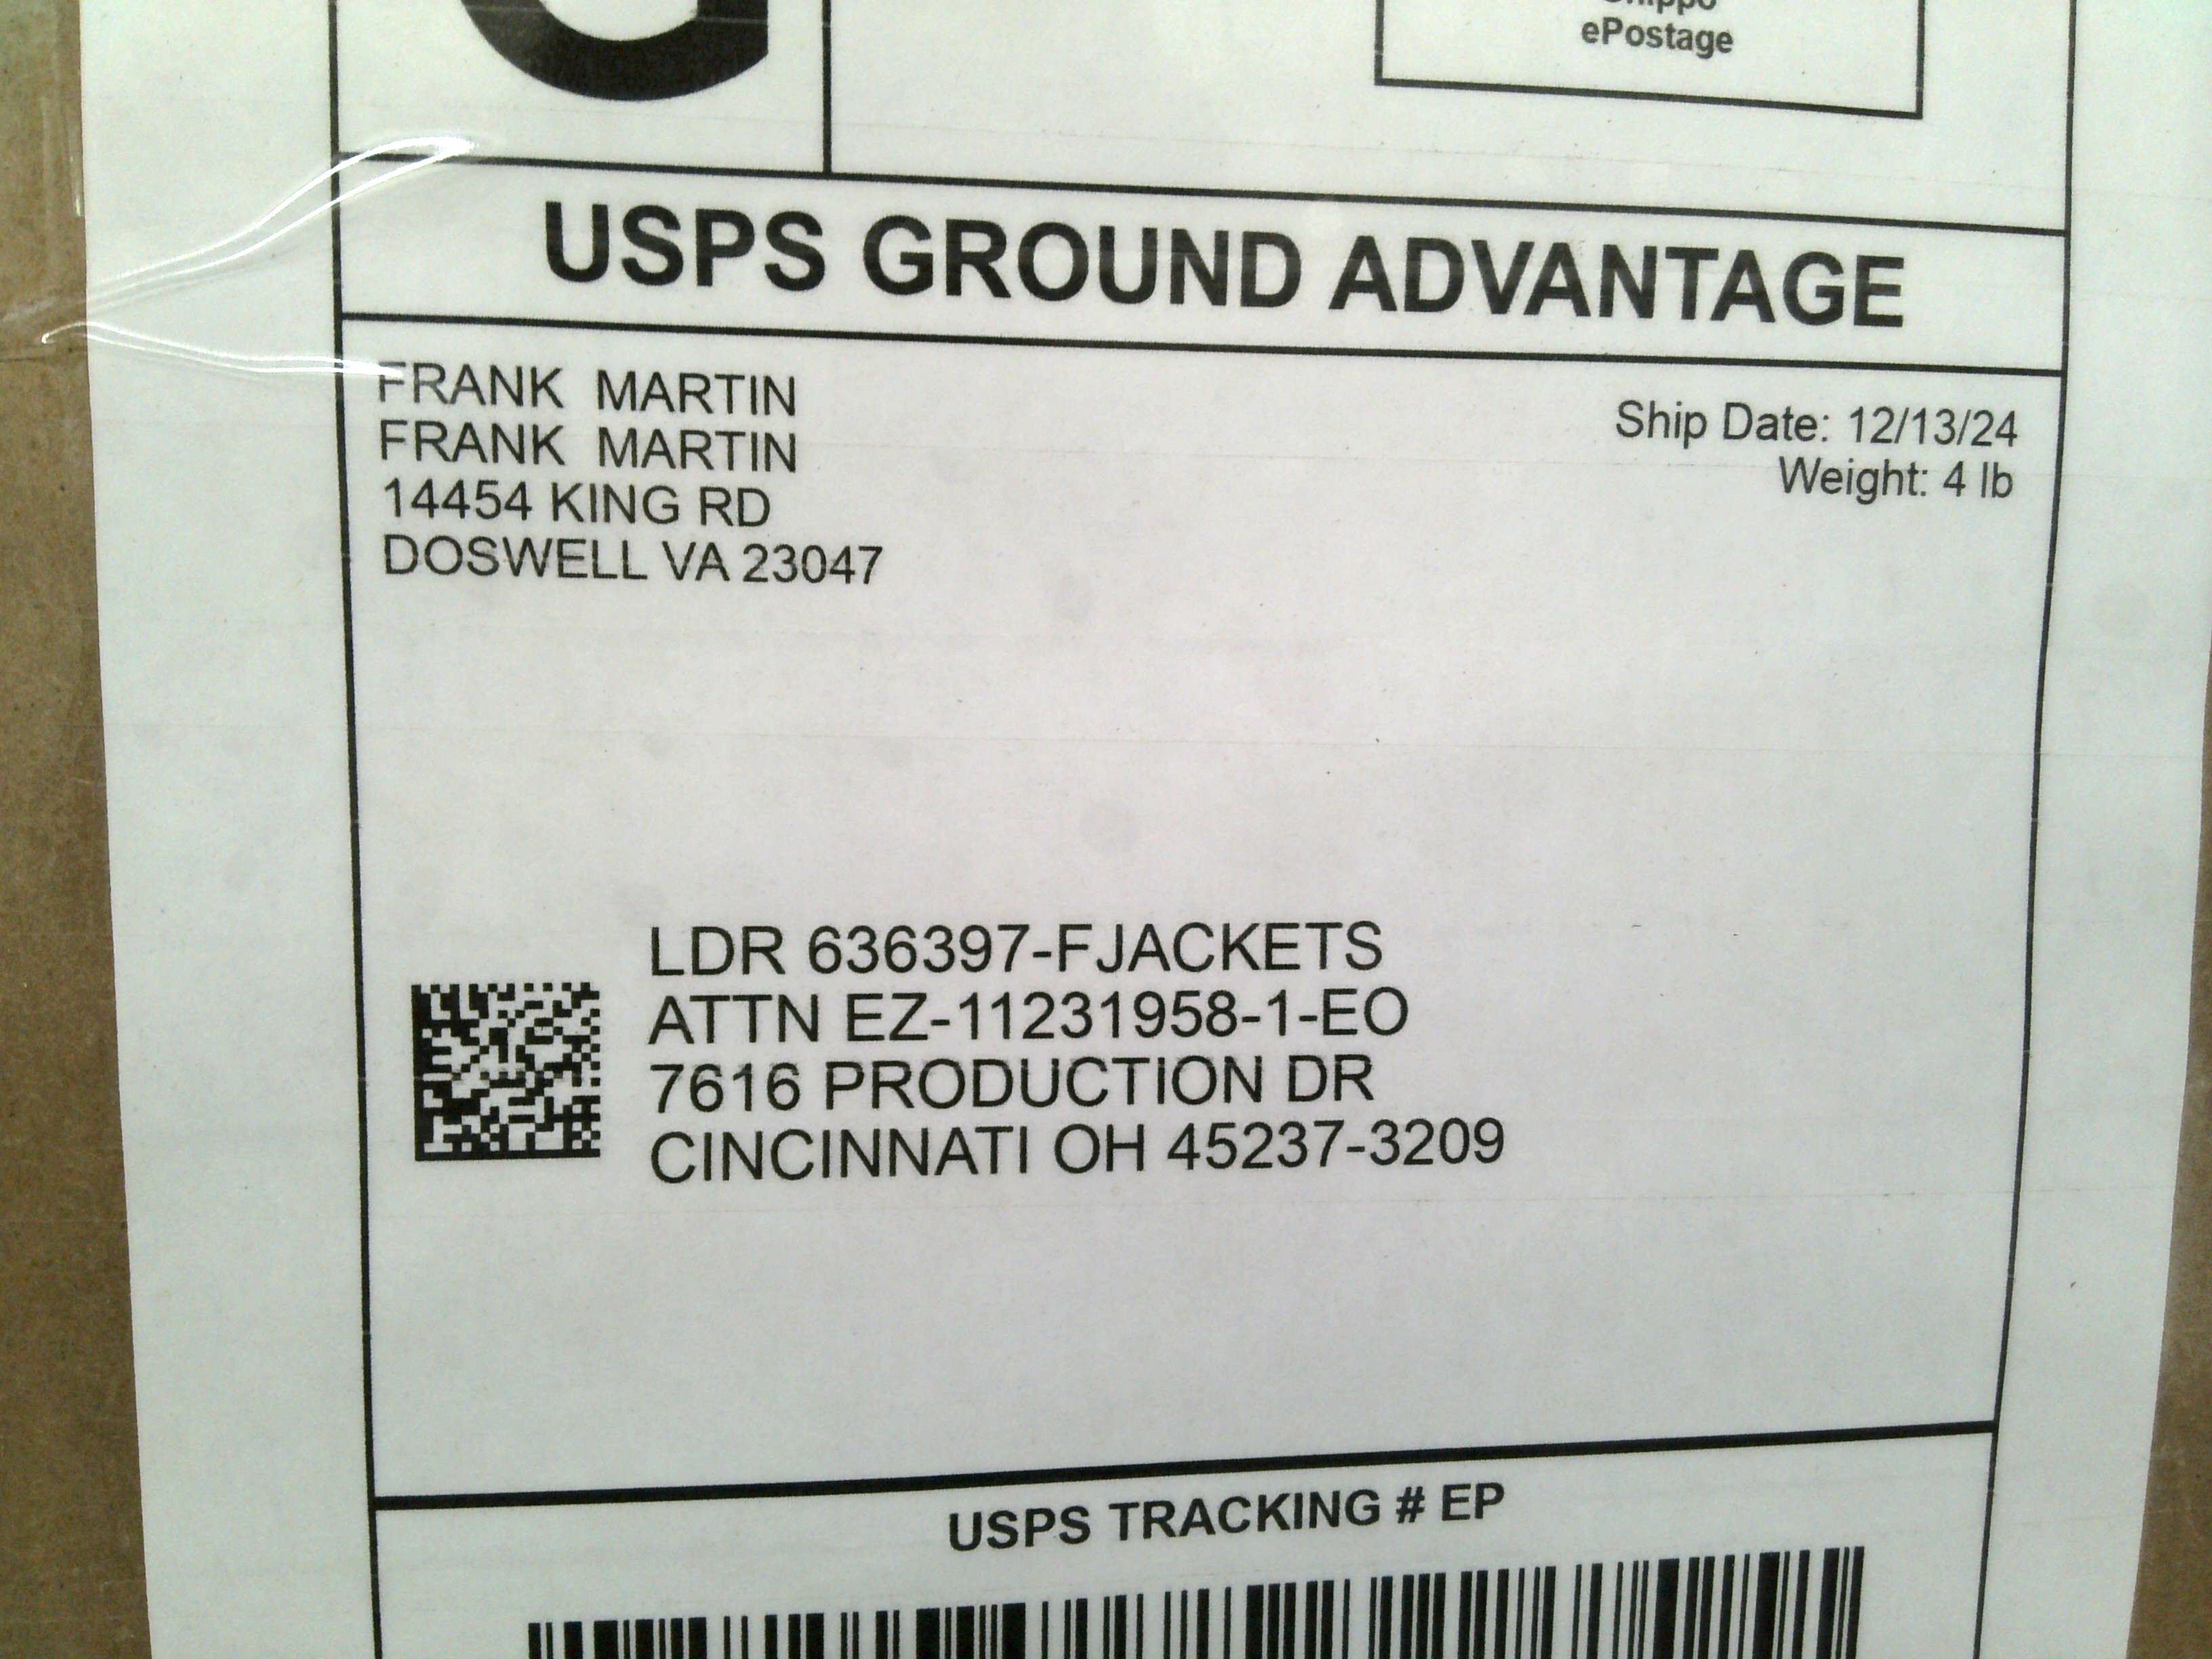 G
ePostage
USPS GROUND ADVANTAGE
FRANK MARTIN
FRANK MARTIN
14454 KING RD
DOSWELL VA 23047
Ship Date: 12/13/24
Weight: 4 lb
LDR 636397-FJACKETS
ATTN EZ-11231958-1-EO
7616 PRODUCTION DR
CINCINNATI OH 45237-3209
USPS TRACKING # EP